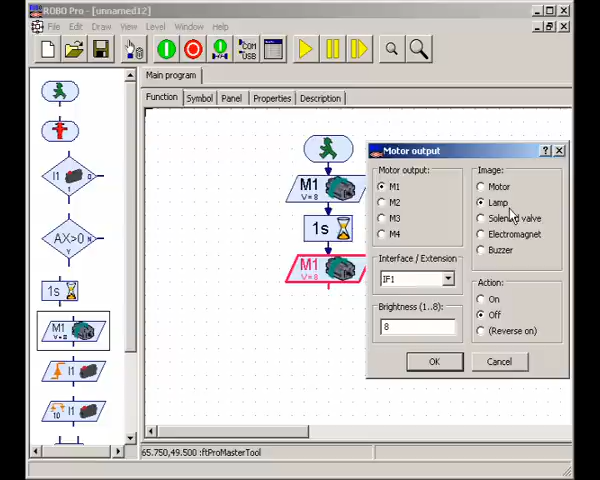 ROBO Pro - [unnamed12]
File Edit Draw View Level Window Help
COM
USB
Main program
Function Symbol Panel Properties Description
I1
1
AX>0 N
Y
1s
M1
V=8
I1
10 I1
M1
V=8
1s
M1
V=8
Motor output
Motor output:
M1
M2
M3
M4
Image:
Motor
Lamp
Solenoid valve
Electromagnet
Buzzer
Interface / Extension
IF1
Brightness (1..8):
8
Action:
On
Off
(Reverse on)
OK Cancel
65.750,49.500 :ftProMasterTool